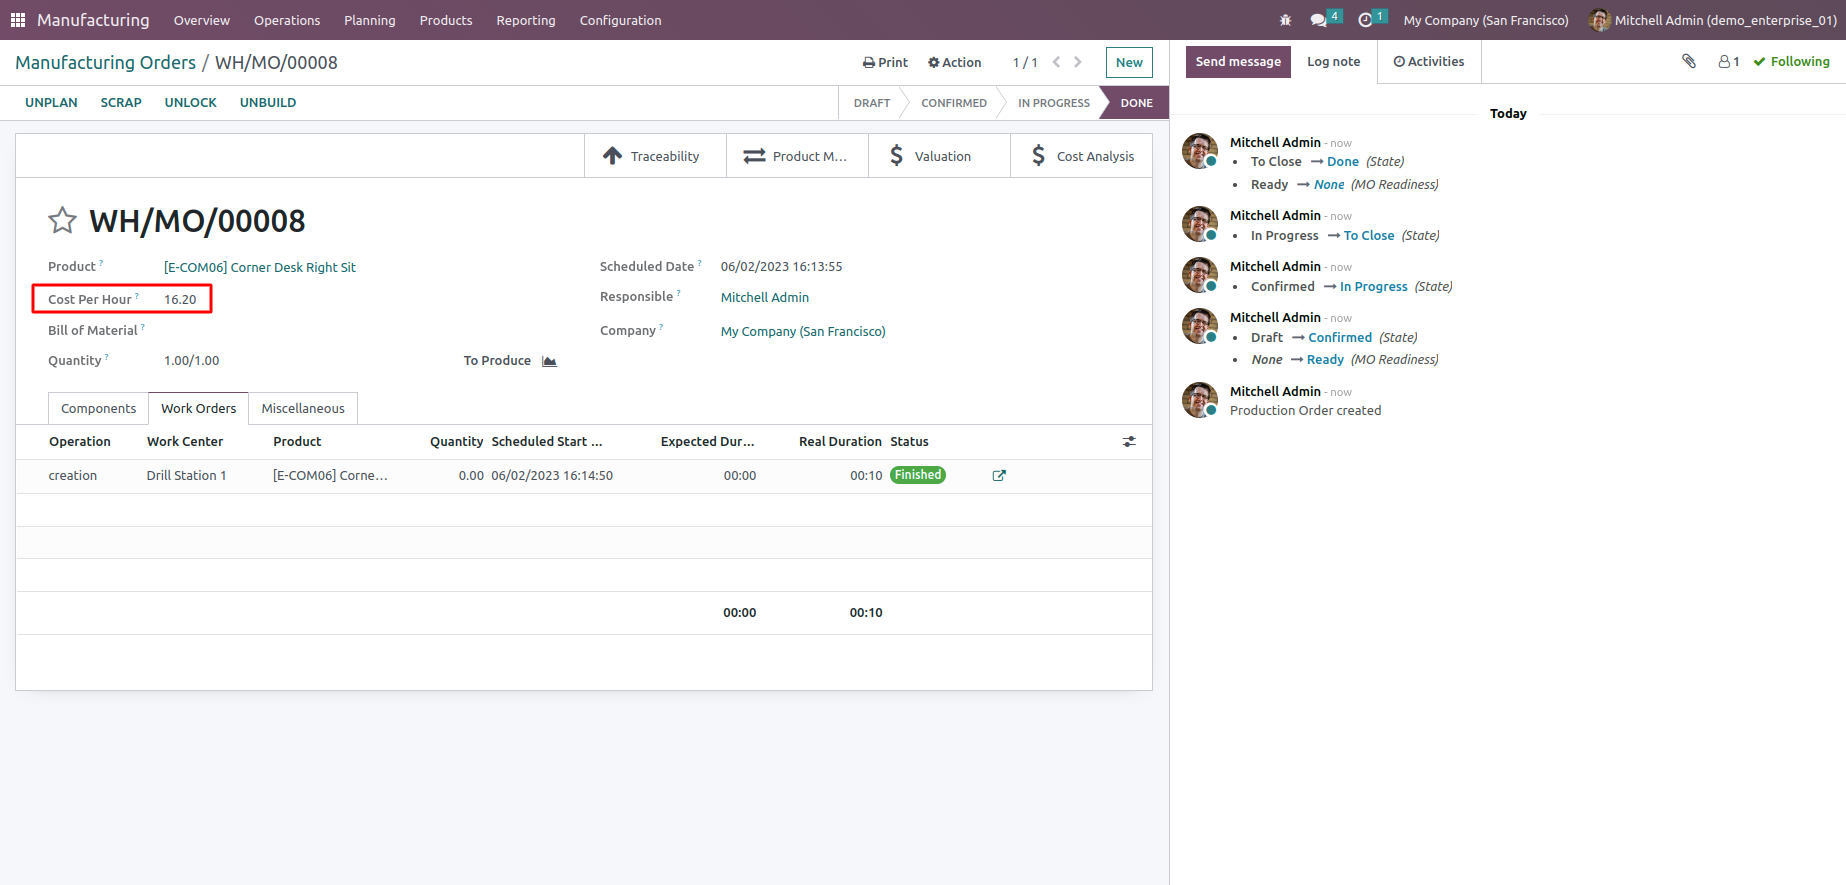 Manufacturing Overview Operations Planning Products Reporting Configuration 4 1 My Company (San Francisco) Mitchell Admin (demo_enterprise_01)
Manufacturing Orders / WH/MO/00008 Print Action 1 / 1 New
UNPLAN SCRAP UNLOCK UNBUILD DRAFT CONFIRMED IN PROGRESS DONE
Traceability Product M... Valuation Cost Analysis
WH/MO/00008
Product ? [E-COM06] Corner Desk Right Sit
Cost Per Hour ? 16.20
Bill of Material ?
Quantity ? 1.00/1.00 To Produce
Scheduled Date ? 06/02/2023 16:13:55
Responsible ? Mitchell Admin
Company ? My Company (San Francisco)
Components Work Orders Miscellaneous
Operation Work Center Product Quantity Scheduled Start ... Expected Dur... Real Duration Status
creation Drill Station 1 [E-COM06] Corne... 0.00 06/02/2023 16:14:50 00:00 00:10 Finished
00:00 00:10
Send message Log note Activities 1 Following
Today
Mitchell Admin - now
• To Close → Done (State)
• Ready → None (MO Readiness)
Mitchell Admin - now
• In Progress → To Close (State)
Mitchell Admin - now
• Confirmed → In Progress (State)
Mitchell Admin - now
• Draft → Confirmed (State)
• None → Ready (MO Readiness)
Mitchell Admin - now
Production Order created